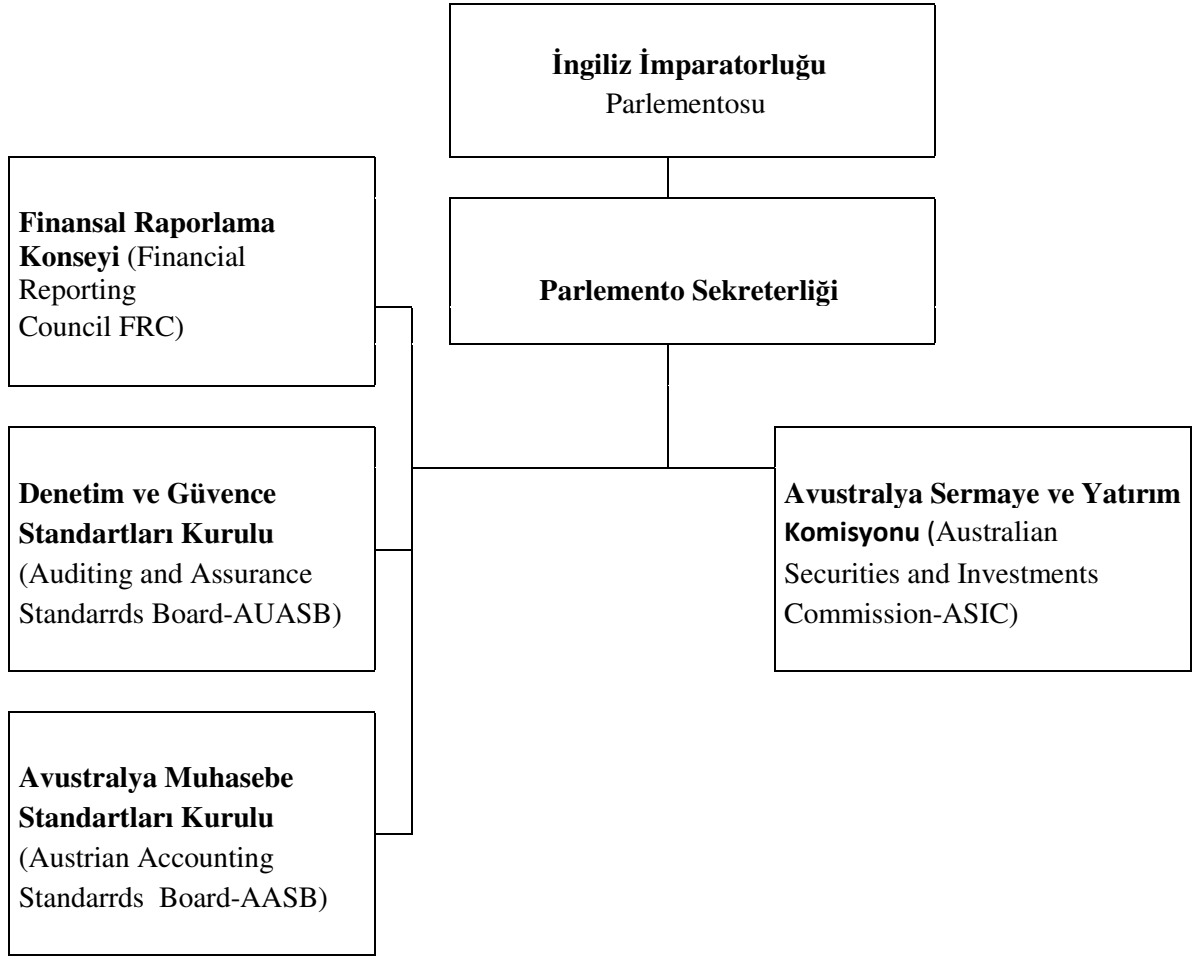 İngiliz İmparatorluğu
Parlementosu
Finansal Raporlama
Konseyi (Financial
Reporting
Council FRC)
Parlemento Sekreterliği
Denetim ve Güvence
Standartları Kurulu
(Auditing and Assurance
Standarrds Board-AUASB)
Avustralya Sermaye ve Yatırım
Komisyonu (Australian
Securities and Investments
Commission-ASIC)
Avustralya Muhasebe
Standartları Kurulu
(Austrian Accounting
Standarrds Board-AASB)